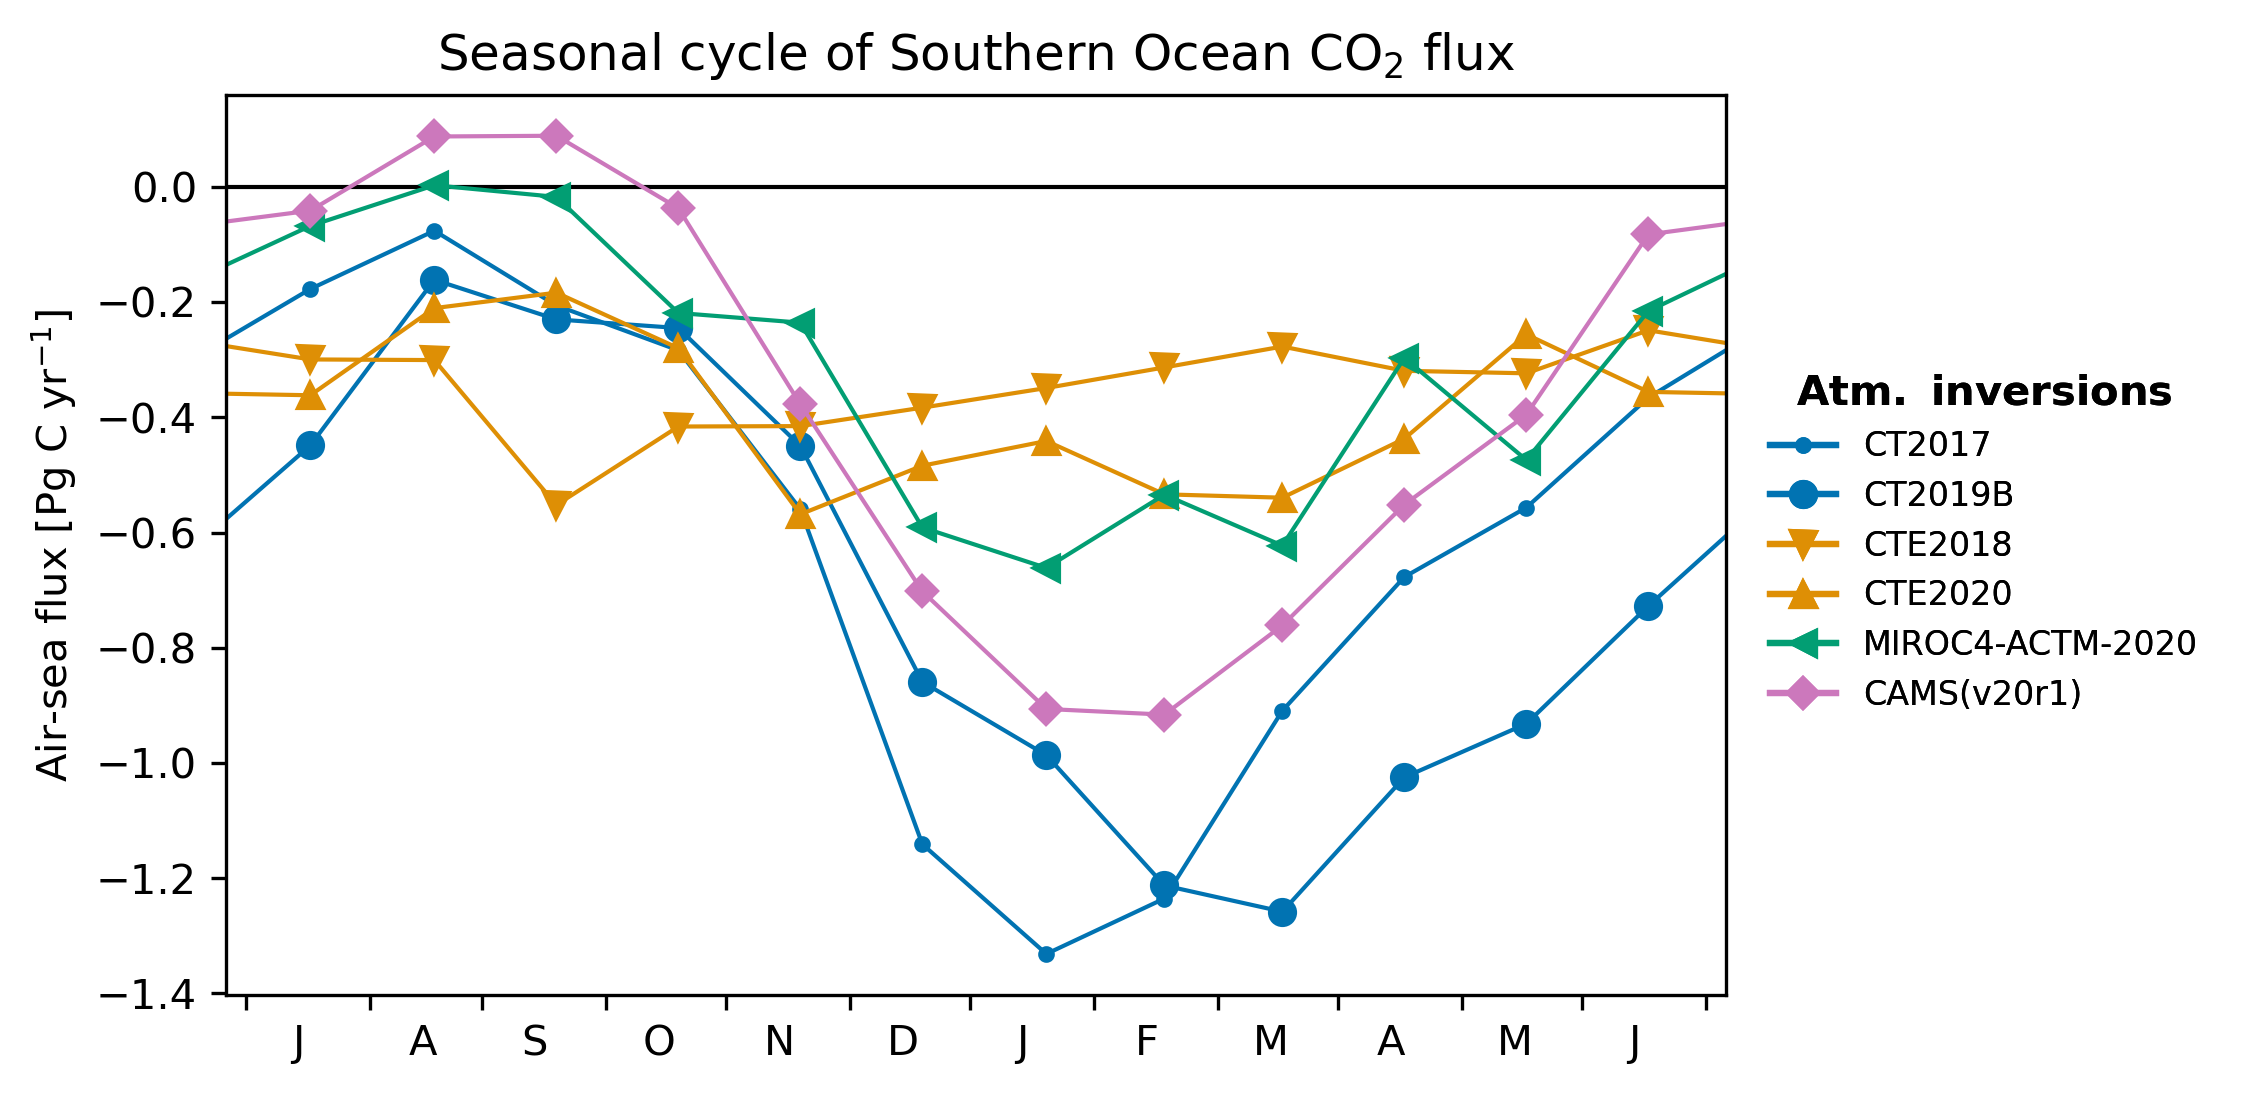 Seasonal cycle of Southern Ocean CO₂ flux
Air-sea flux [Pg C yr⁻¹]
0.0
−0.2
−0.4
−0.6
−0.8
−1.0
−1.2
−1.4
J A S O N D J F M A M J
Atm. inversions
CT2017
CT2019B
CTE2018
CTE2020
MIROC4-ACTM-2020
CAMS(v20r1)